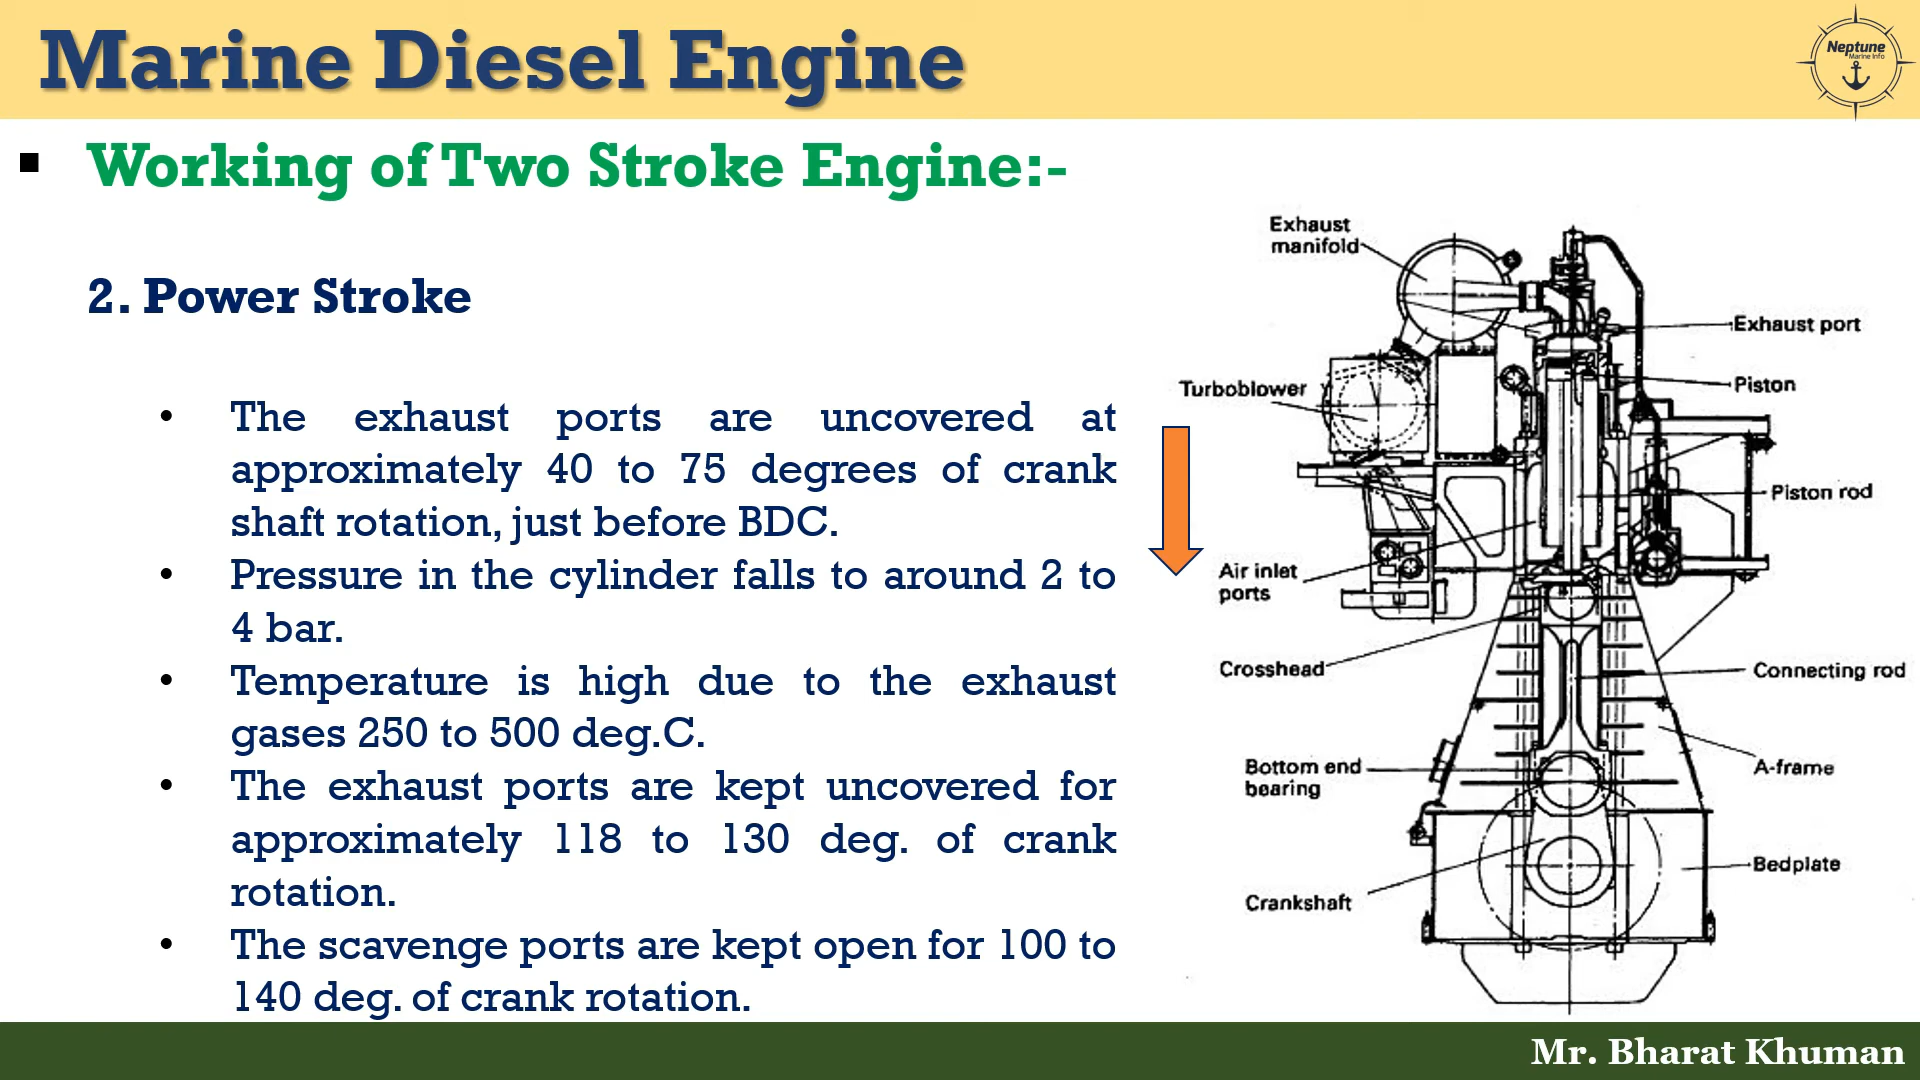 Marine Diesel Engine
Neptune
Marine Info
▪ Working of Two Stroke Engine:-
2. Power Stroke
• The exhaust ports are uncovered at
approximately 40 to 75 degrees of crank
shaft rotation, just before BDC.
• Pressure in the cylinder falls to around 2 to
4 bar.
• Temperature is high due to the exhaust
gases 250 to 500 deg.C.
• The exhaust ports are kept uncovered for
approximately 118 to 130 deg. of crank
rotation.
• The scavenge ports are kept open for 100 to
140 deg. of crank rotation.
Exhaust
manifold
Exhaust port
Turboblower
Piston
Piston rod
Air inlet
ports
Crosshead
Connecting rod
Bottom end
bearing
A-frame
Bedplate
Crankshaft
Mr. Bharat Khuman